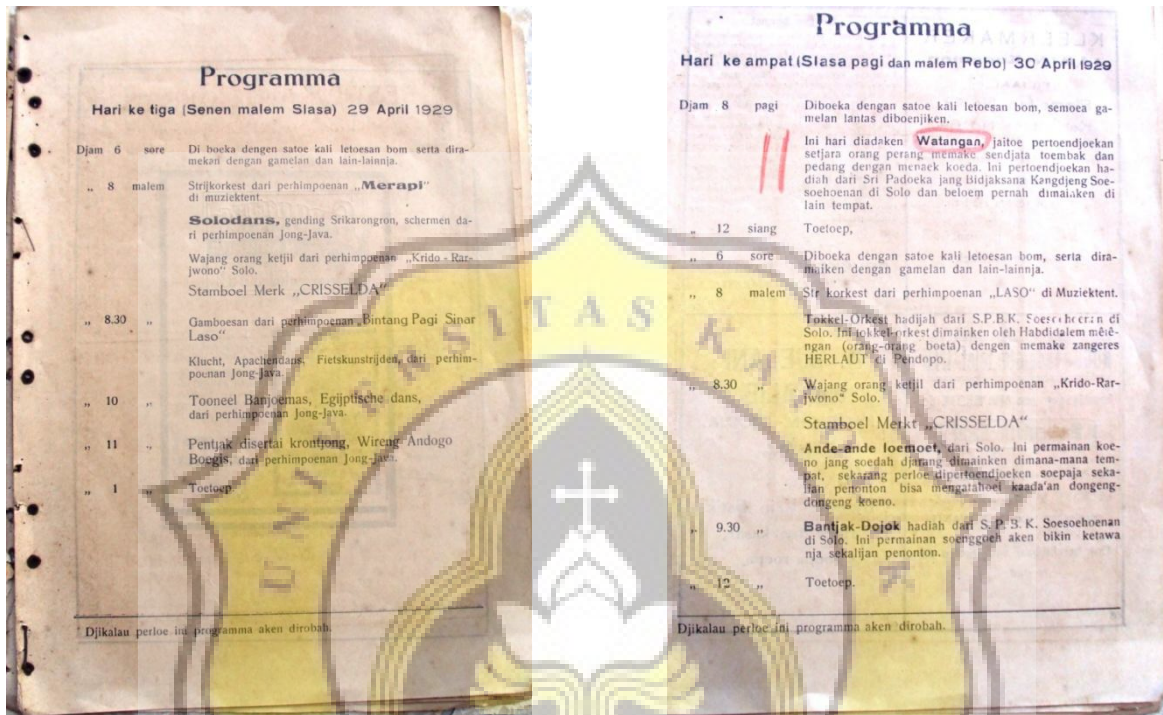 Programma
Hari ke tiga (Senen malem Slasa) 29 April 1929
Djam 6 sore Di boeka dengen satoe kali letoesan bom serta dira-
mekan dengan gamelan dan lain-lainnja.
„ 8 malem Strijkorkest dari perhimpoenan „Merapi"
di muziektent.
Solodans, gending Srikarongron, schermen da-
ri perhimpoenan Jong-Java.
Wajang orang ketjil dari perhimpoenan „Krido-Rar-
jwono" Solo.
Stamboel Merk „CRISSELDA"
„ 8.30 „ Gamboesan dari perhimpoenan „Bintang Pagi Sinar
Laso"
Klucht, Apachendans, Fietskunstrijden, dari perhim-
poenan Jong-Java.
„ 10 „ Tooneel Banjoemas, Egijptische dans,
dari perhimpoenan Jong-Java.
„ 11 „ Pentjak disertai krontjong, Wireng Andogo
Boegis, dari perhimpoenan Jong-Java.
„ 1 „ Toetoep.
Djikalau perloe ini programma aken dirobah.
Programma
Hari ke ampat (Slasa pagi dan malem Rebo) 30 April 1929
Djam 8 pagi Diboeka dengan satoe kali letoesan bom, semoea ga-
melan lantas diboenjiken.
Ini hari diadaken Watangan, jaitoe pertoendjoekan
setjara orang perang memake sendjata toembak dan
pedang dengan menaek koeda. Ini pertoendjoekan ha-
diah dari Sri Padoeka jang Bidjaksana Kangdjeng Soe-
soehoenan di Solo dan beloem pernah dimainken di
lain tempat.
„ 12 siang Toetoep,
„ 6 sore Diboeka dengan satoe kali letoesan bom, serta dira-
maiken dengan gamelan dan lain-lainnja.
„ 8 malem Str korkest dari perhimpoenan „LASO" di Muziektent.
Tokkel-Orkest hadijah dari S.P.B.K. di
Solo. Ini tokkel-orkest dimainken oleh Habdidalem
(orang-orang boeta) dengen memake zangeres
HERLAUT di Pendopo.
„ 8.30 „ Wajang orang ketjil dari perhimpoenan „Krido-Rar-
jwono" Solo.
Stamboel Merkt „CRISSELDA"
Ande-ande loemoet, dari Solo. Ini permainan koe-
no jang soedah djarang dimainken dimana-mana tem-
pat, sekarang perloe dipertoendjoeken soepaja seka-
lian penonton bisa mengatahoei kaada'an dongeng-
dongeng koeno.
„ 9.30 „ Bantjak-Dojok hadiah dari S. P. B. K. Soesoehoenan
di Solo. Ini permainan soenggoeh aken bikin ketawa
nja sekalijan penonton.
„ 12 „ Toetoep.
Djikalau perloe ini programma aken dirobah.
UNIVERSITAS KATOLIK